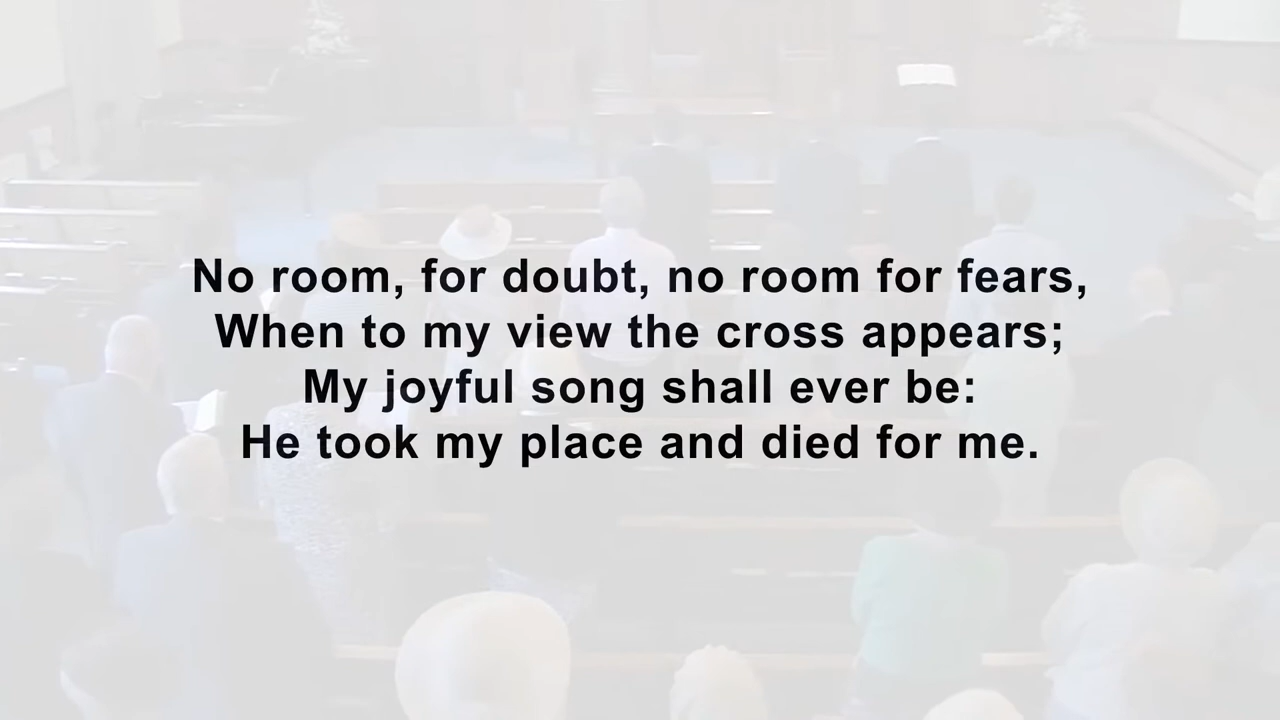 No room, for doubt, no room for fears,
When to my view the cross appears;
My joyful song shall ever be:
He took my place and died for me.